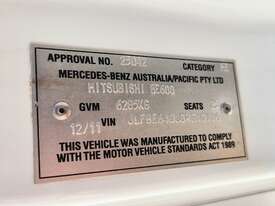 APPROVAL NO. 23042 CATEGORY
MERCEDES-BENZ AUSTRALIA/PACIFIC PTY LTD
MITSUBISHI BE600
GVM 6285KG SEATS
12/11 VIN
THIS VEHICLE WAS MANUFACTURED TO COMPLY
WITH THE MOTOR VEHICLE STANDARDS ACT 1989